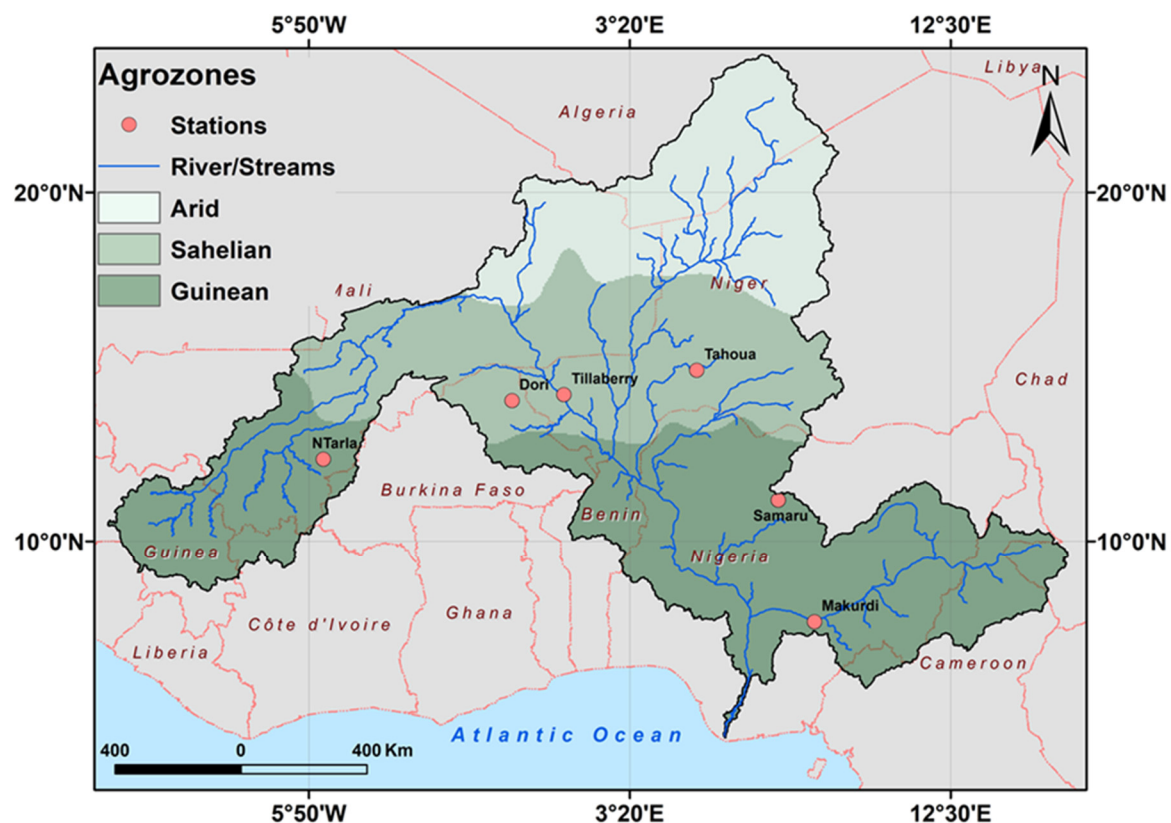 5°50'W 3°20'E 12°30'E
Agrozones
Stations
River/Streams
Arid
Sahelian
Guinean
Libya
N
Algeria
20°0'N 20°0'N
Mali
Niger
Tahoua
Chad
Dori Tillaberry
NTarla
Burkina Faso
Samaru
Benin
10°0'N 10°0'N
Guinea
Nigeria
Makurdi
Ghana
Côte d'Ivoire
Liberia
Cameroon
Atlantic Ocean
400 0 400 Km
5°50'W 3°20'E 12°30'E